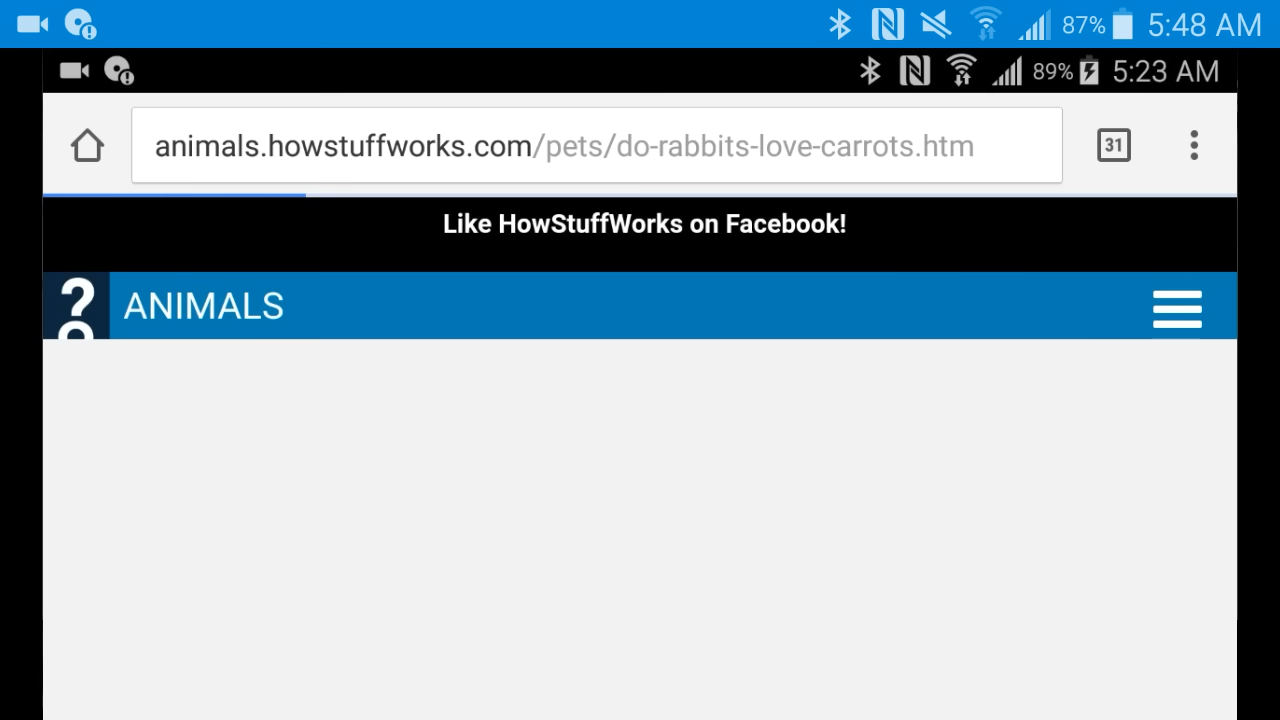 87% 5:48 AM
89% 5:23 AM
animals.howstuffworks.com/pets/do-rabbits-love-carrots.htm
31
Like HowStuffWorks on Facebook!
ANIMALS